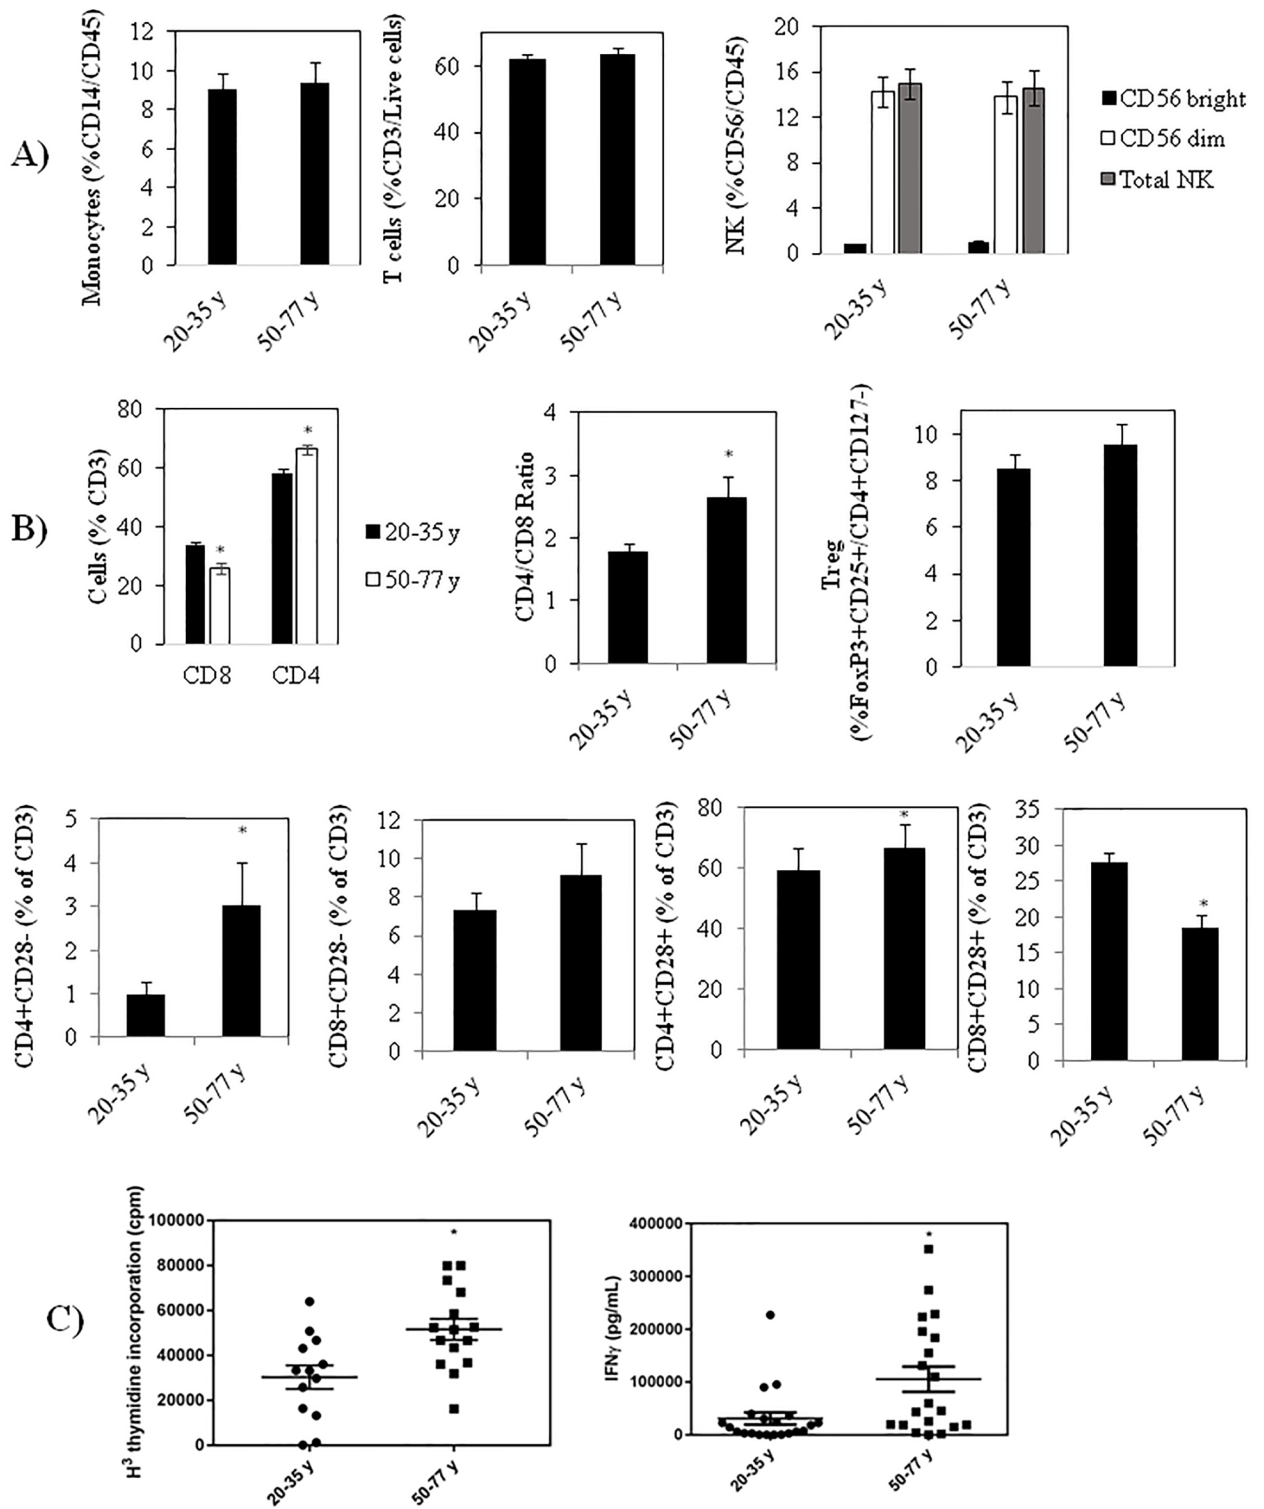 A)
Monocytes (%CD14/CD45)
12
10
8
6
4
2
0
20-35 y
50-77 y
T cells (%CD3/Live cells)
60
40
20
0
20-35 y
50-77 y
NK (%CD56/CD45)
20
16
12
8
4
0
20-35 y
50-77 y
CD56 bright
CD56 dim
Total NK
B)
Cells (% CD3)
80
60
40
20
0
*
*
CD8
CD4
20-35 y
50-77 y
CD4/CD8 Ratio
4
3
2
1
0
*
20-35 y
50-77 y
Treg
(%FoxP3+CD25+/CD4+CD127-)
10
8
6
4
2
0
20-35 y
50-77 y
CD4+CD28- (% of CD3)
5
4
3
2
1
0
*
20-35 y
50-77 y
CD8+CD28- (% of CD3)
12
10
8
6
4
2
0
20-35 y
50-77 y
CD4+CD28+ (% of CD3)
80
60
40
20
0
*
20-35 y
50-77 y
CD8+CD28+ (% of CD3)
35
30
25
20
15
10
5
0
*
20-35 y
50-77 y
C)
H³ thymidine incorporation (cpm)
100000
80000
60000
40000
20000
0
*
20-35 y
50-77 y
IFNγ (pg/mL)
400000
300000
200000
100000
0
*
20-35 y
50-77 y